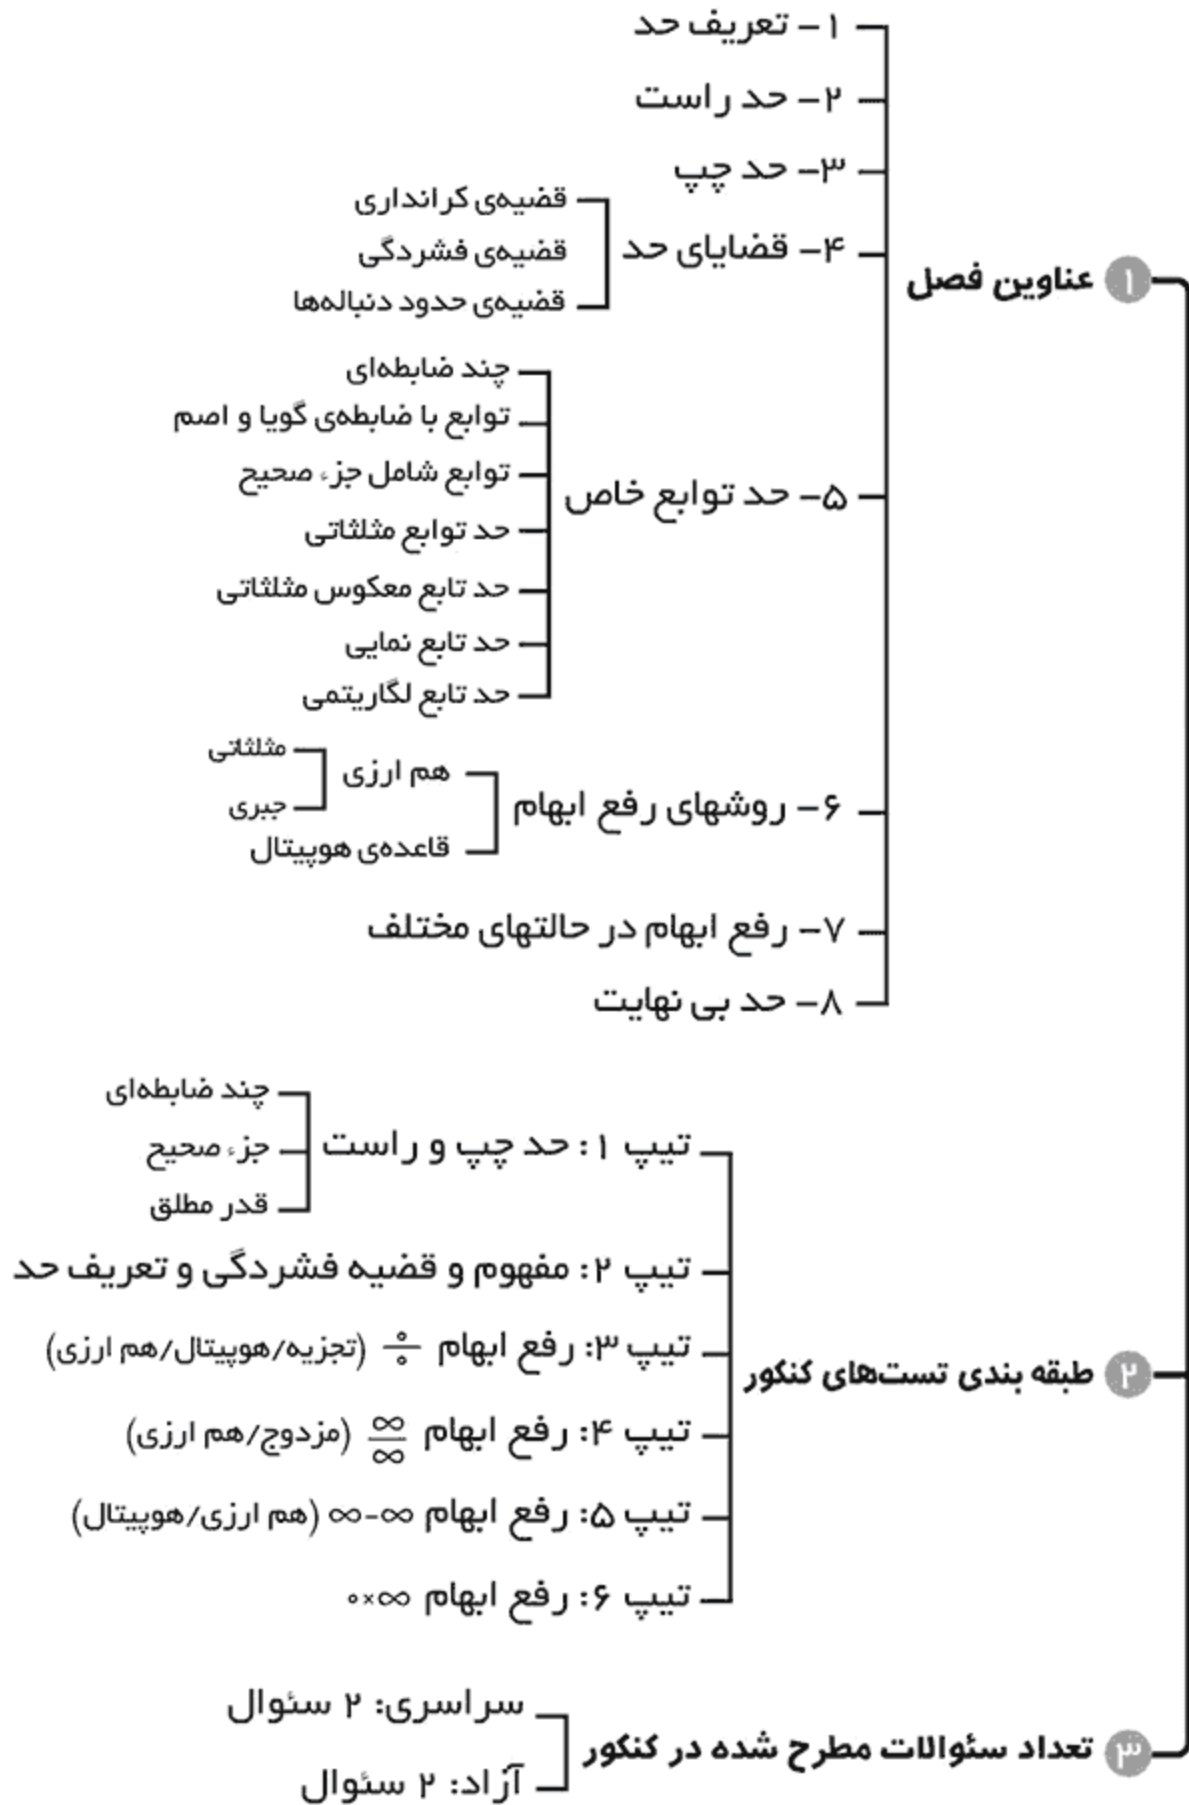 ۱ عناوین فصل
۱- تعریف حد
۲- حد راست
۳- حد چپ
۴- قضایای حد
قضیه‌ی کرانداری
قضیه‌ی فشردگی
قضیه‌ی حدود دنباله‌ها
۵- حد توابع خاص
چند ضابطه‌ای
توابع با ضابطه‌ی گویا و اصم
توابع شامل جزء صحیح
حد توابع مثلثاتی
حد تابع معکوس مثلثاتی
حد تابع نمایی
حد تابع لگاریتمی
۶- روشهای رفع ابهام
هم ارزی
مثلثاتی
جبری
قاعده‌ی هوپیتال
۷- رفع ابهام در حالتهای مختلف
۸- حد بی نهایت
۲ طبقه بندی تست‌های کنکور
تیپ ۱: حد چپ و راست
چند ضابطه‌ای
جزء صحیح
قدر مطلق
تیپ ۲: مفهوم و قضیه فشردگی و تعریف حد
تیپ ۳: رفع ابهام ۰/۰ (تجزیه/هوپیتال/هم ارزی)
تیپ ۴: رفع ابهام ∞/∞ (مزدوج/هم ارزی)
تیپ ۵: رفع ابهام ∞-∞ (هم ارزی/هوپیتال)
تیپ ۶: رفع ابهام ∞×۰
۳ تعداد سئوالات مطرح شده در کنکور
سراسری: ۲ سئوال
آزاد: ۲ سئوال